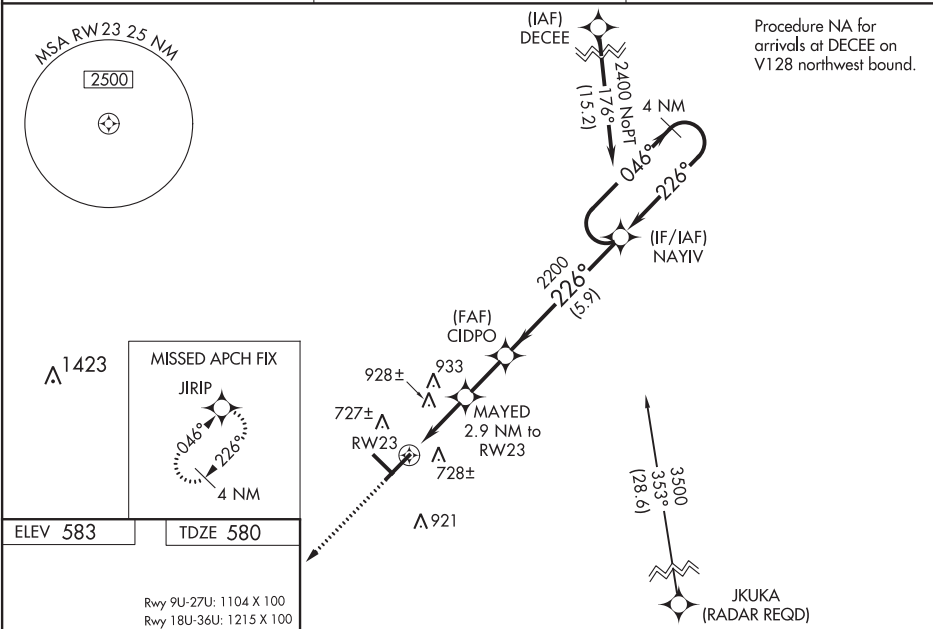 MSA RW23 25 NM
2500
(IAF)
DECEE
Procedure NA for
arrivals at DECEE on
V128 northwest bound.
2400 NoPT
176°
(15.2)
4 NM
046°
226°
(IF/IAF)
NAYIV
2200
226°
(5.9)
(FAF)
CIDPO
1423
MISSED APCH FIX
JIRIP
046°
226°
4 NM
933
928±
MAYED
2.9 NM to
RW23
727±
RW23
728±
921
3500
353°
(28.6)
JKUKA
(RADAR REQD)
ELEV 583
TDZE 580
Rwy 9U-27U: 1104 X 100
Rwy 18U-36U: 1215 X 100